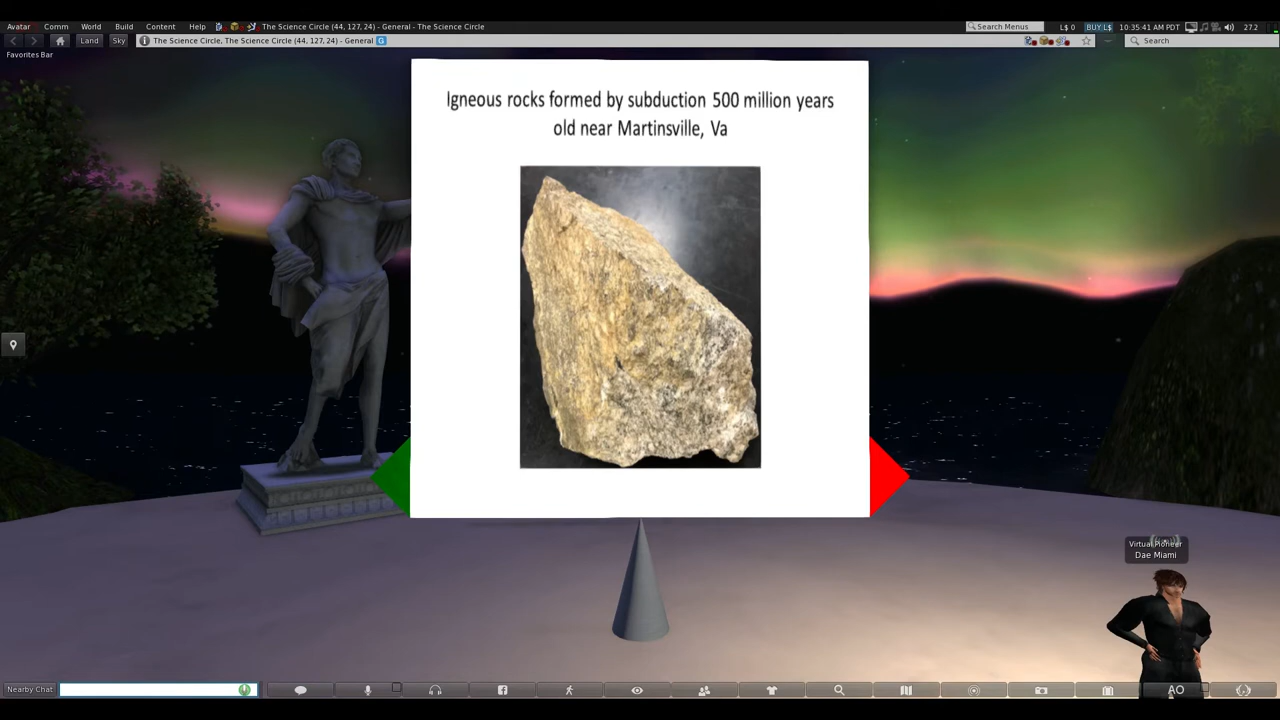 Avatar Comm World Build Content Help The Science Circle (44, 127, 24) - General - The Science Circle Search Menus L$ 0 BUY L$ 10:35:41 AM PDT 27.2
Land Sky The Science Circle, The Science Circle (44, 127, 24) - General G Search
Favorites Bar
Igneous rocks formed by subduction 500 million years
old near Martinsville, Va
Virtual Pioneer
Dae Miami
Nearby Chat AO